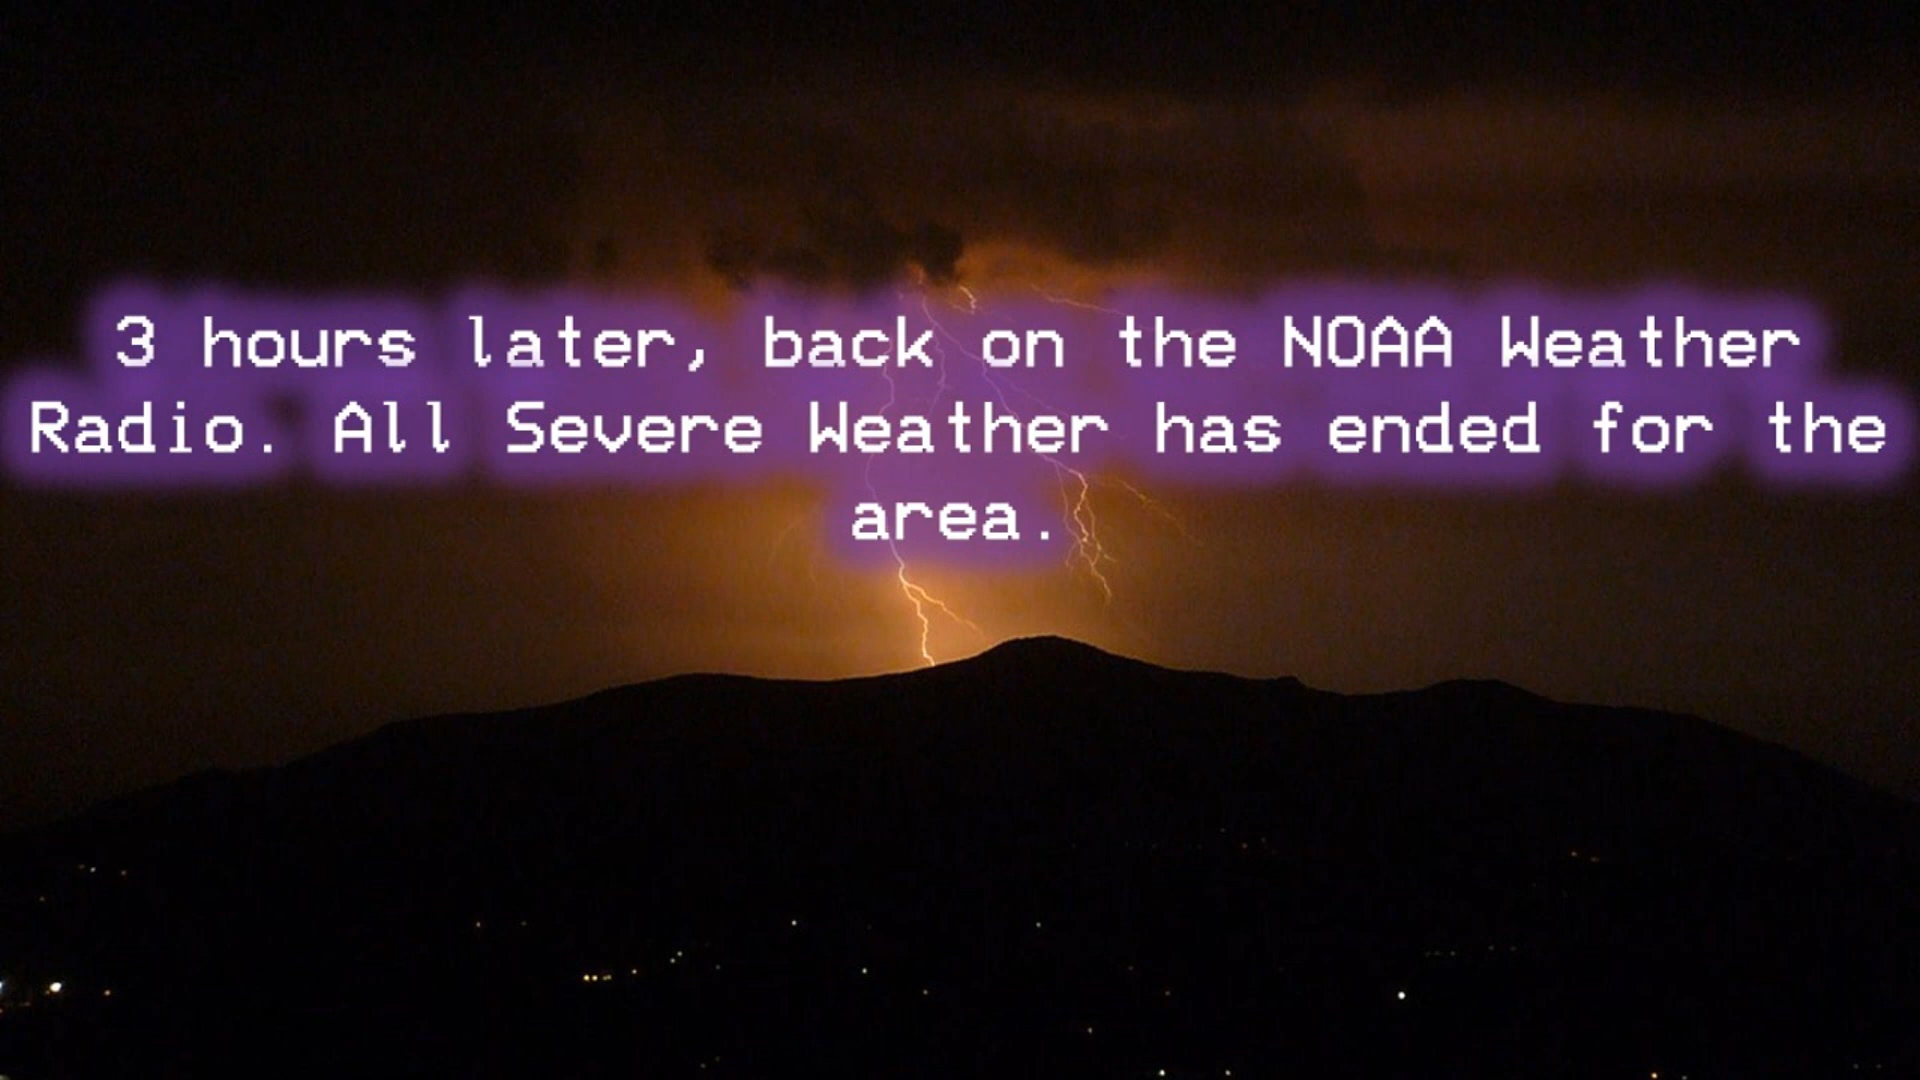 3 hours later, back on the NOAA Weather
Radio. All Severe Weather has ended for the
area.